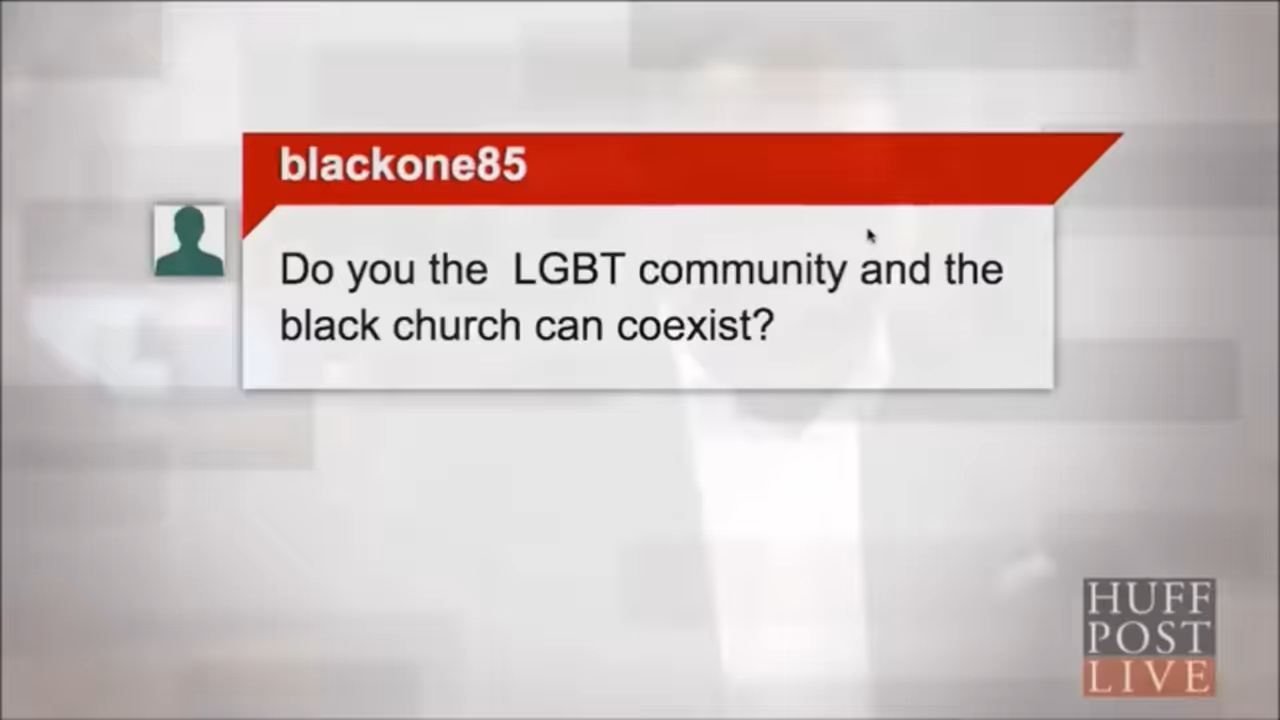 blackone85
Do you the  LGBT community and the
black church can coexist?
HUFF
POST
LIVE